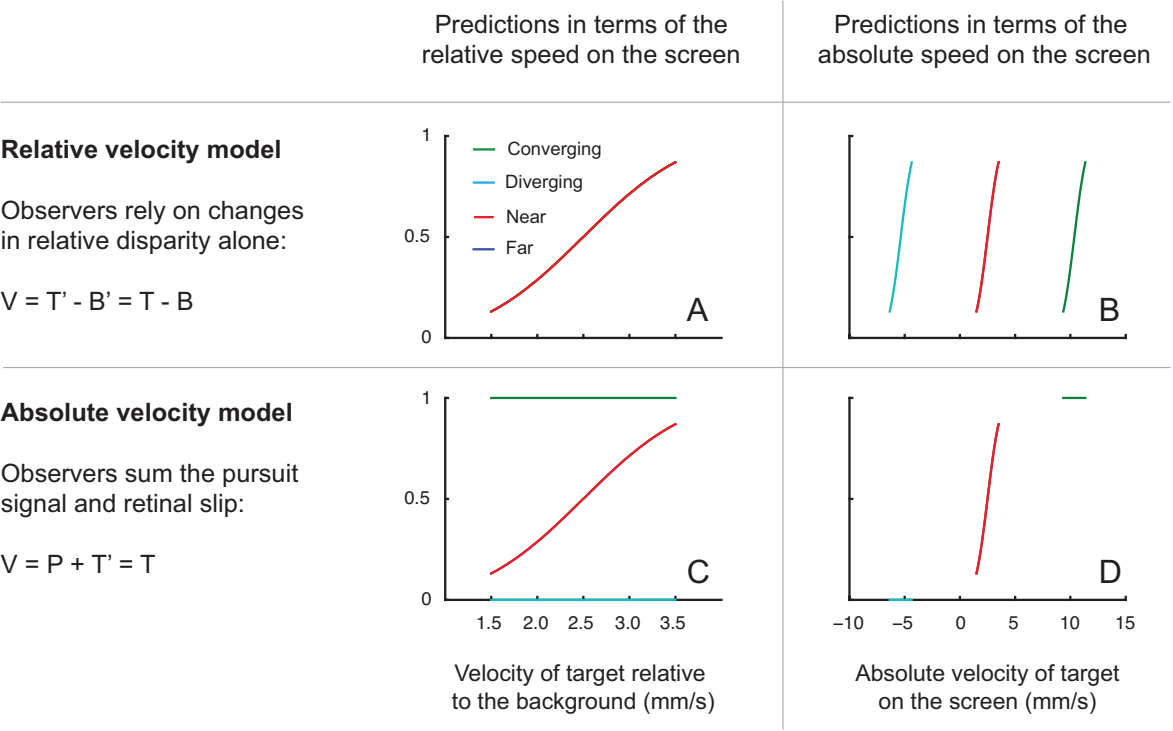 Predictions in terms of the
relative speed on the screen
Predictions in terms of the
absolute speed on the screen
Relative velocity model
Observers rely on changes
in relative disparity alone:
V = T’ - B’ = T - B
1
0.5
0
Converging
Diverging
Near
Far
A
B
−10 −5 0 5 10 15
Absolute velocity model
Observers sum the pursuit
signal and retinal slip:
V = P + T’ = T
1
0.5
0
C
1.5 2.0 2.5 3.0 3.5
Velocity of target relative
to the background (mm/s)
D
Absolute velocity of target
on the screen (mm/s)